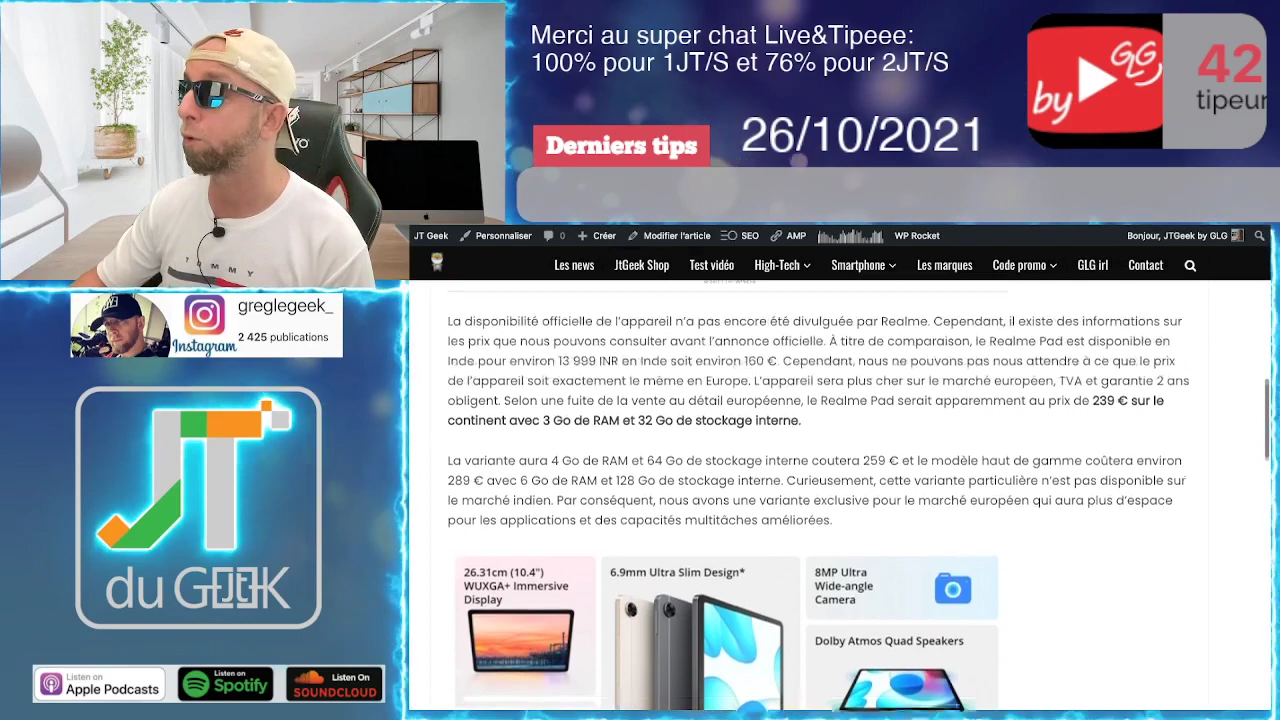 Merci au super chat Live&Tipeee:
100% pour 1JT/S et 76% pour 2JT/S
by GLG
42
tipeur
Derniers tips
26/10/2021
TOMMY
JT Geek Personnaliser 0 Créer Modifier l'article SEO AMP WP Rocket Bonjour, JTGeek by GLG
Les news JtGeek Shop Test vidéo High-Tech Smartphone Les marques Code promo GLG irl Contact
greglegeek_
2 425 publications
Instagram
JT
du GEEK
Listen on
Apple Podcasts
Listen on
Spotify
Listen On
SOUNDCLOUD
La disponibilité officielle de l'appareil n'a pas encore été divulguée par Realme. Cependant, il existe des informations sur
les prix que nous pouvons consulter avant l'annonce officielle. À titre de comparaison, le Realme Pad est disponible en
Inde pour environ 13 999 INR en Inde soit environ 160 €. Cependant, nous ne pouvons pas nous attendre à ce que le prix
de l'appareil soit exactement le même en Europe. L'appareil sera plus cher sur le marché européen, TVA et garantie 2 ans
obligent. Selon une fuite de la vente au détail européenne, le Realme Pad serait apparemment au prix de 239 € sur le
continent avec 3 Go de RAM et 32 Go de stockage interne.
La variante aura 4 Go de RAM et 64 Go de stockage interne coutera 259 € et le modèle haut de gamme coûtera environ
289 € avec 6 Go de RAM et 128 Go de stockage interne. Curieusement, cette variante particulière n'est pas disponible sur
le marché indien. Par conséquent, nous avons une variante exclusive pour le marché européen qui aura plus d'espace
pour les applications et des capacités multitâches améliorées.
26.31cm (10.4")
WUXGA+ Immersive
Display
6.9mm Ultra Slim Design*
8MP Ultra
Wide-angle
Camera
Dolby Atmos Quad Speakers